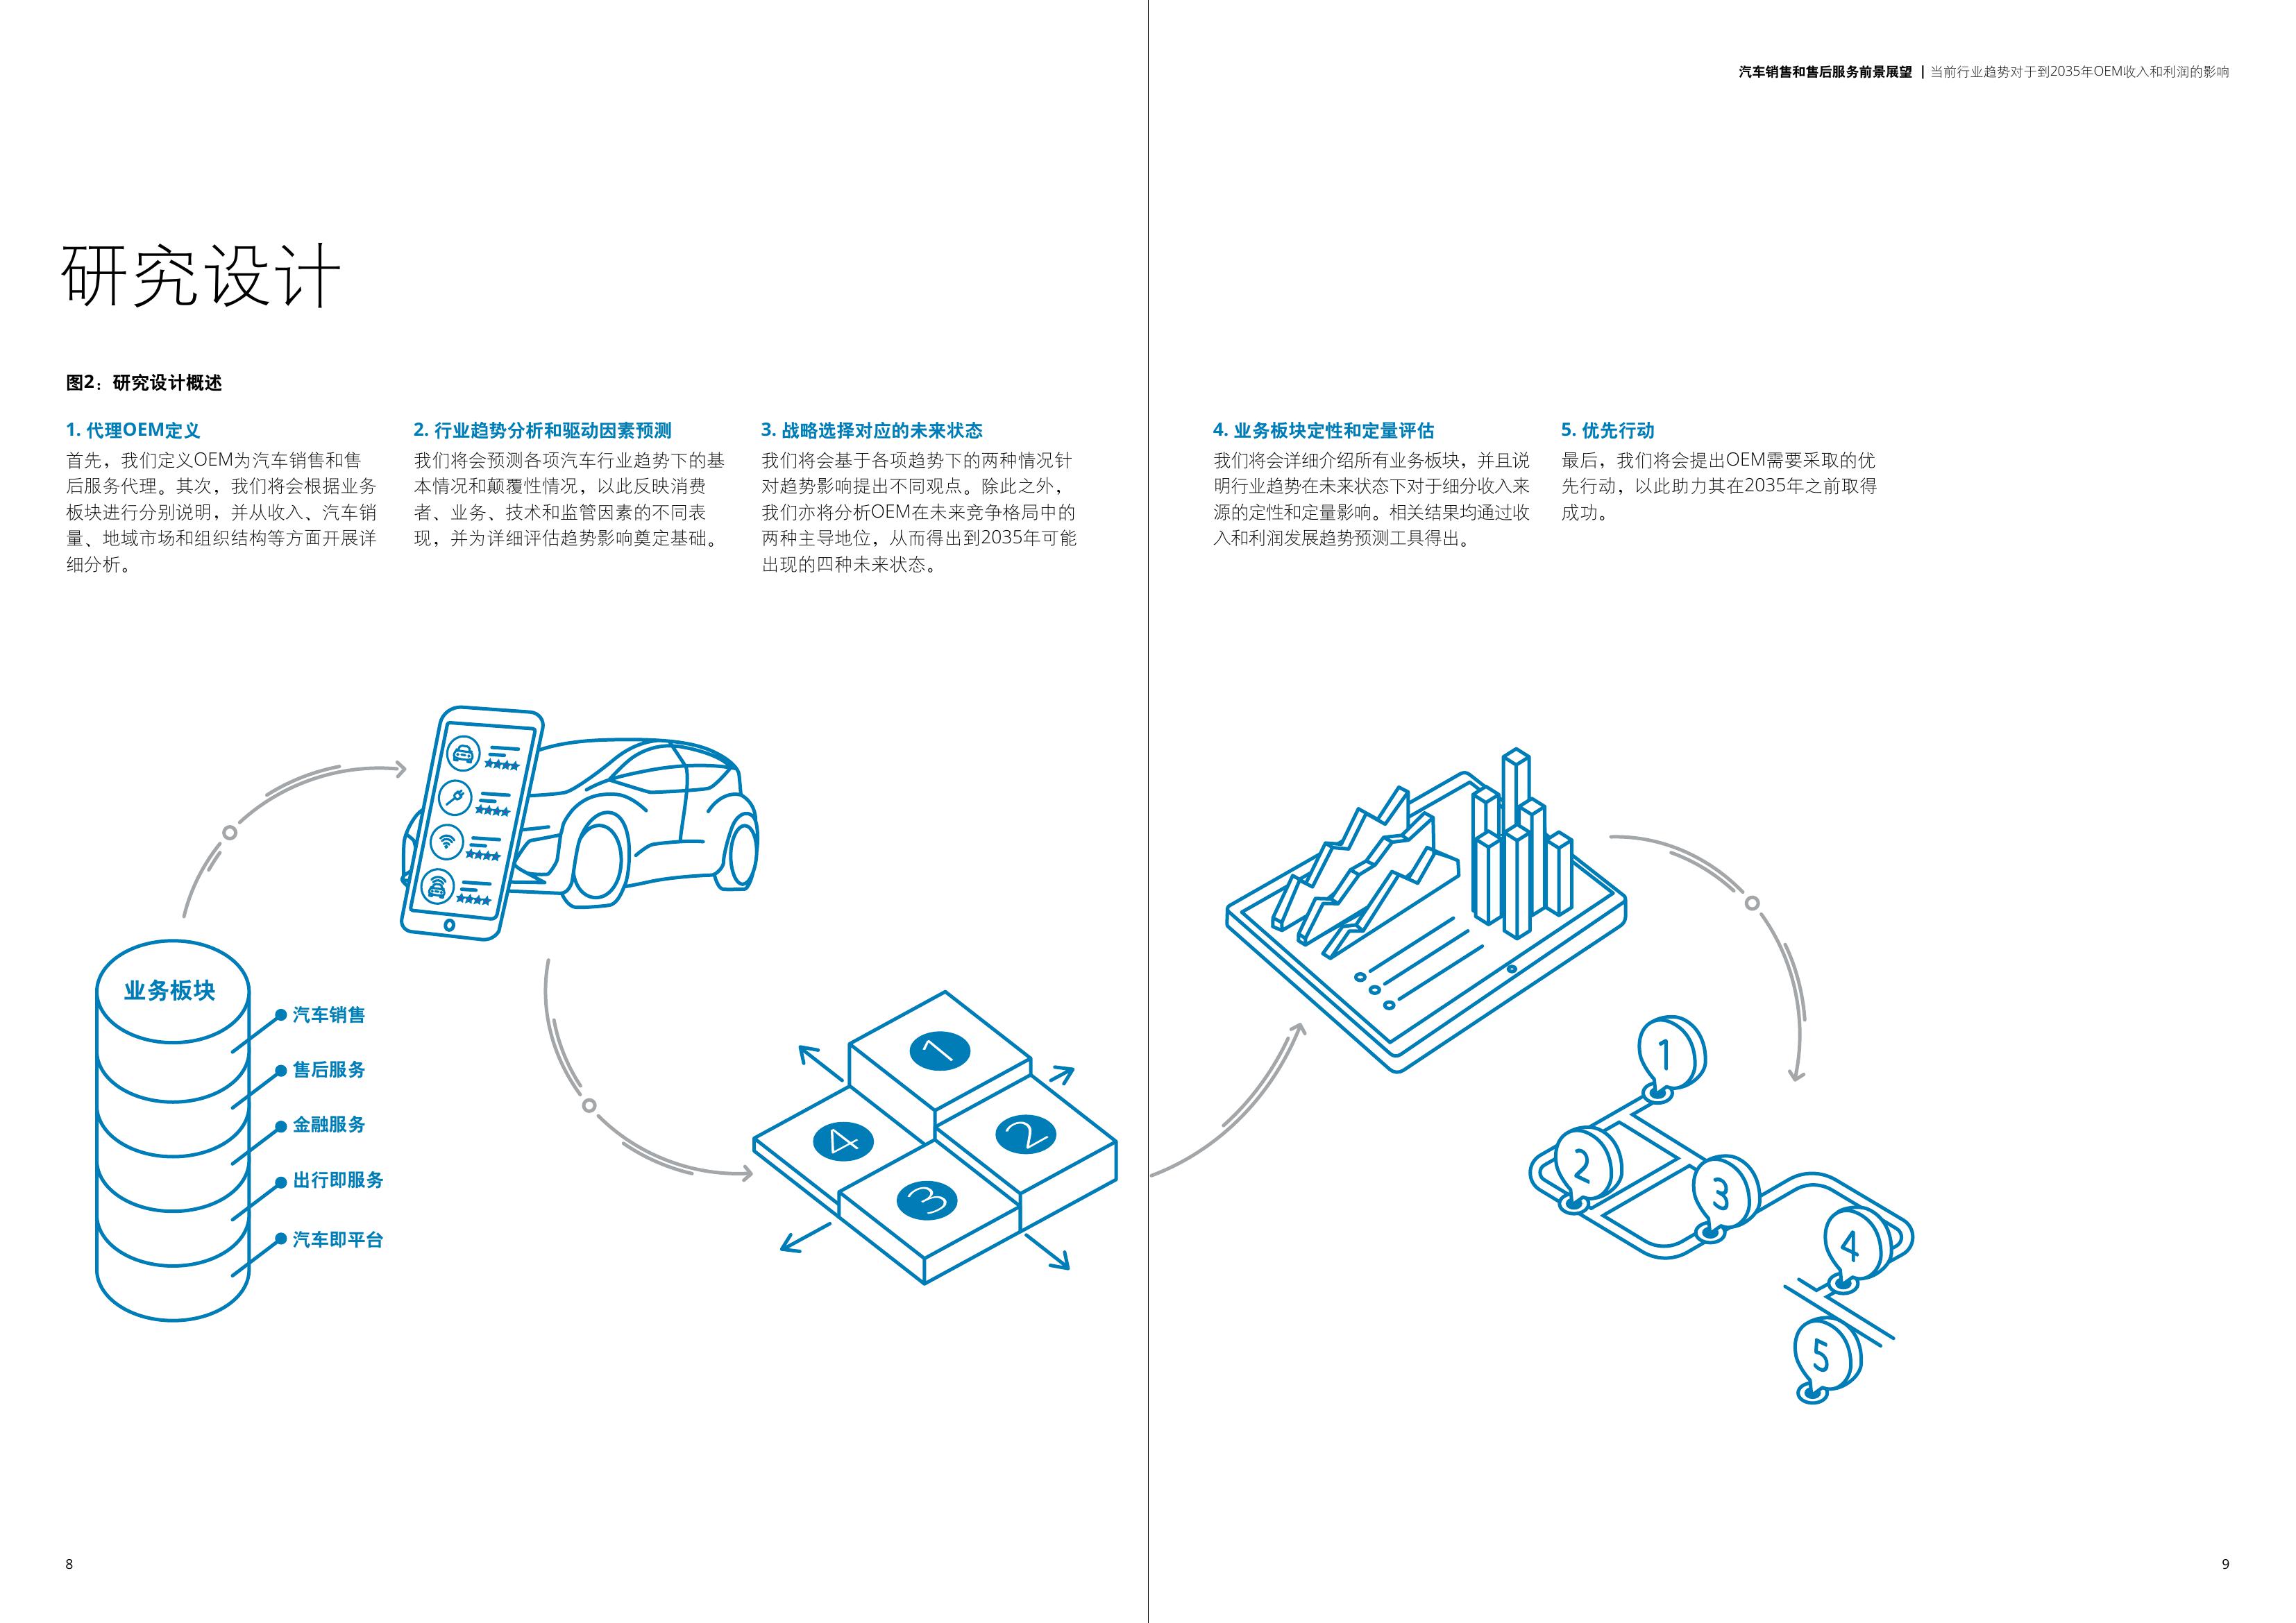 汽车销售和售后服务前景展望 | 当前行业趋势对于到2035年OEM收入和利润的影响
研究设计
图2：研究设计概述
1. 代理OEM定义
首先，我们定义OEM为汽车销售和售
后服务代理。其次，我们将会根据业务
板块进行分别说明，并从收入、汽车销
量、地域市场和组织结构等方面开展详
细分析。
2. 行业趋势分析和驱动因素预测
我们将会预测各项汽车行业趋势下的基
本情况和颠覆性情况，以此反映消费
者、业务、技术和监管因素的不同表
现，并为详细评估趋势影响奠定基础。
3. 战略选择对应的未来状态
我们将会基于各项趋势下的两种情况针
对趋势影响提出不同观点。除此之外，
我们亦将分析OEM在未来竞争格局中的
两种主导地位，从而得出到2035年可能
出现的四种未来状态。
4. 业务板块定性和定量评估
我们将会详细介绍所有业务板块，并且说
明行业趋势在未来状态下对于细分收入来
源的定性和定量影响。相关结果均通过收
入和利润发展趋势预测工具得出。
5. 优先行动
最后，我们将会提出OEM需要采取的优
先行动，以此助力其在2035年之前取得
成功。
业务板块
汽车销售
售后服务
金融服务
出行即服务
汽车即平台
1
2
3
4
1
2
3
4
5
8
9